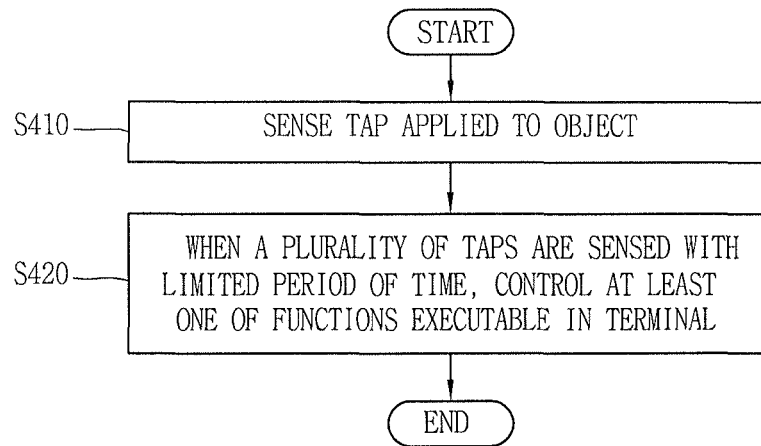 START
S410
SENSE TAP APPLIED TO OBJECT
S420
WHEN A PLURALITY OF TAPS ARE SENSED WITH
LIMITED PERIOD OF TIME, CONTROL AT LEAST
ONE OF FUNCTIONS EXECUTABLE IN TERMINAL
END